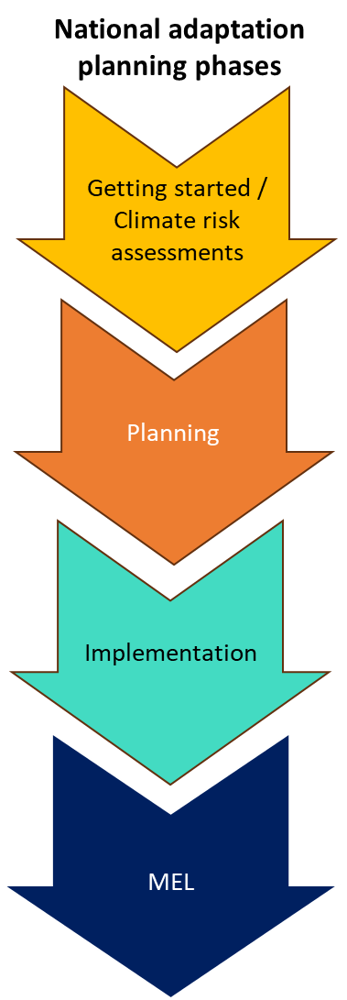 National adaptation
planning phases
Getting started /
Climate risk
assessments
Planning
Implementation
MEL